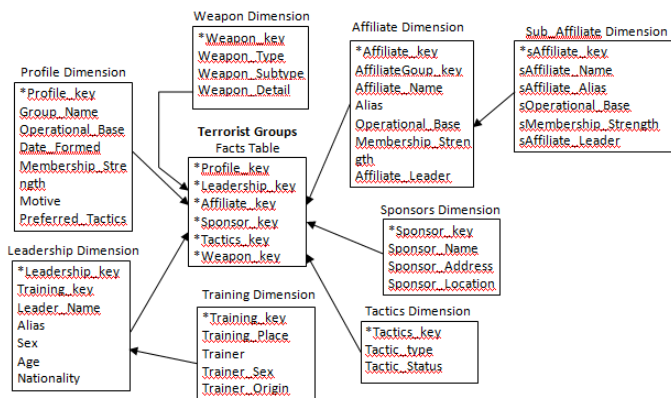 Weapon Dimension
*Weapon_key
Weapon_Type
Weapon_Subtype
Weapon_Detail
Affiliate Dimension
*Affiliate_key
AffiliateGoup_key
Affiliate_Name
Alias
Operational_Base
Membership_Stren
gth
Affiliate_Leader
Sub_Affiliate Dimension
*sAffiliate_key
sAffiliate_Name
sAffiliate_Alias
sOperational_Base
sMembership_Strength
sAffiliate_Leader
Profile Dimension
*Profile_key
Group_Name
Operational_Base
Date_Formed
Membership_Stre
ngth
Motive
Preferred_Tactics
Terrorist Groups
Facts Table
*Profile_key
*Leadership_key
*Affiliate_key
*Sponsor_key
*Tactics_key
*Weapon_key
Sponsors Dimension
*Sponsor_key
Sponsor_Name
Sponsor_Address
Sponsor_Location
Leadership Dimension
*Leadership_key
Training_key
Leader_Name
Alias
Sex
Age
Nationality
Training Dimension
*Training_key
Training_Place
Trainer
Trainer_Sex
Trainer_Origin
Tactics Dimension
*Tactics_key
Tactic_type
Tactic_Status